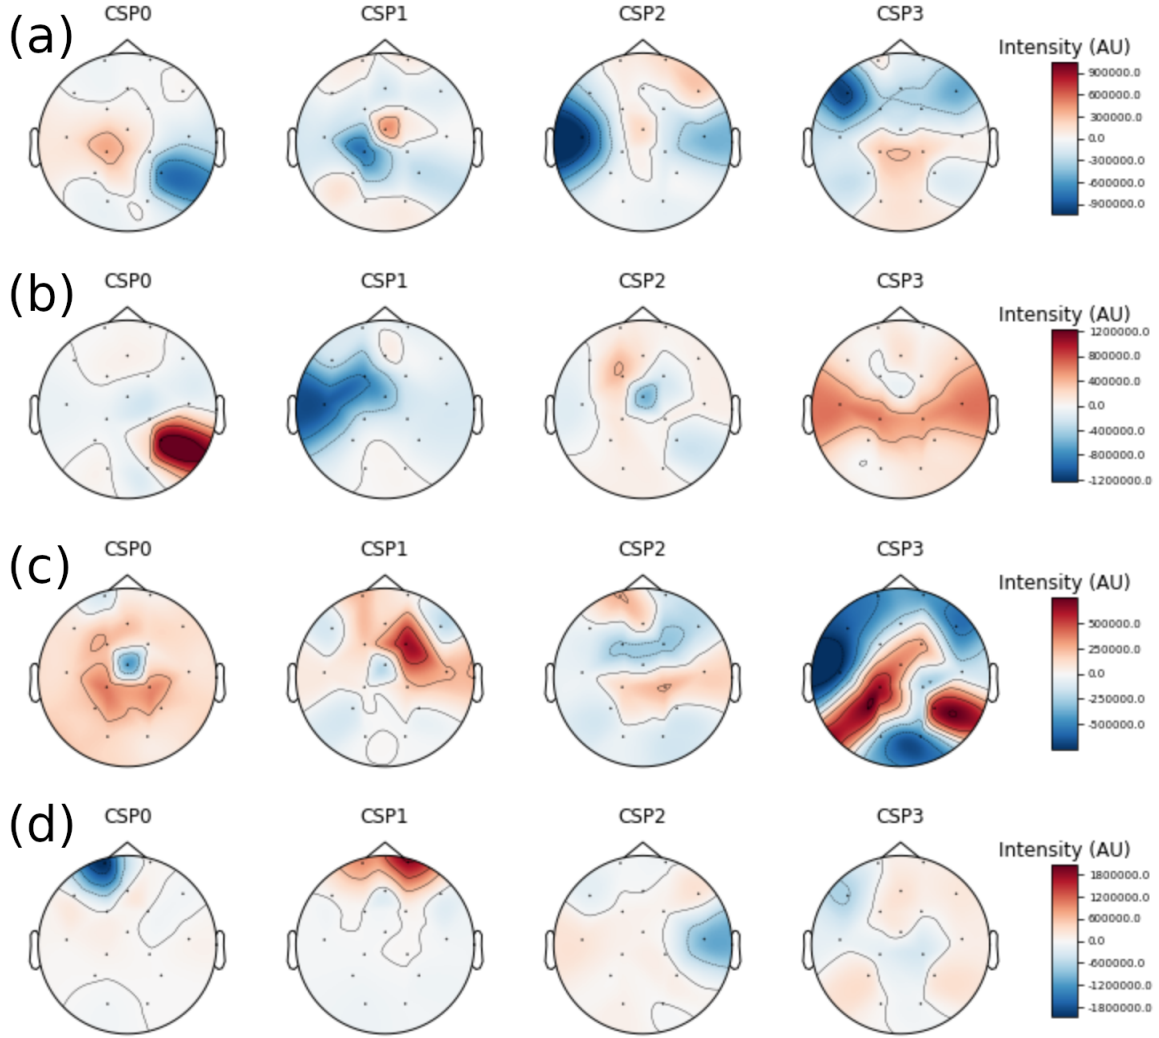 (a)
CSP0 CSP1 CSP2 CSP3
Intensity (AU)
900000.0
600000.0
300000.0
0.0
-300000.0
-600000.0
-900000.0
(b)
CSP0 CSP1 CSP2 CSP3
Intensity (AU)
1200000.0
800000.0
400000.0
0.0
-400000.0
-800000.0
-1200000.0
(c)
CSP0 CSP1 CSP2 CSP3
Intensity (AU)
500000.0
250000.0
0.0
-250000.0
-500000.0
(d)
CSP0 CSP1 CSP2 CSP3
Intensity (AU)
1800000.0
1200000.0
600000.0
0.0
-600000.0
-1200000.0
-1800000.0